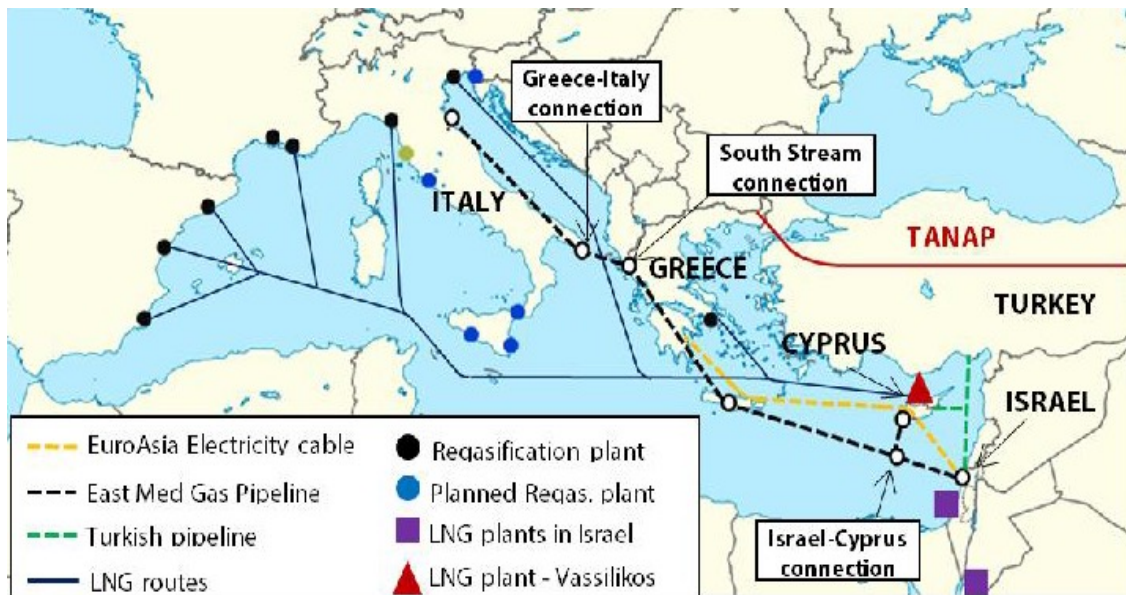 Greece-Italy
connection
South Stream
connection
ITALY
TANAP
GREECE
TURKEY
CYPRUS
ISRAEL
EuroAsia Electricity cable
East Med Gas Pipeline
Turkish pipeline
LNG routes
Regasification plant
Planned Regas. plant
LNG plants in Israel
LNG plant - Vassilikos
Israel-Cyprus
connection